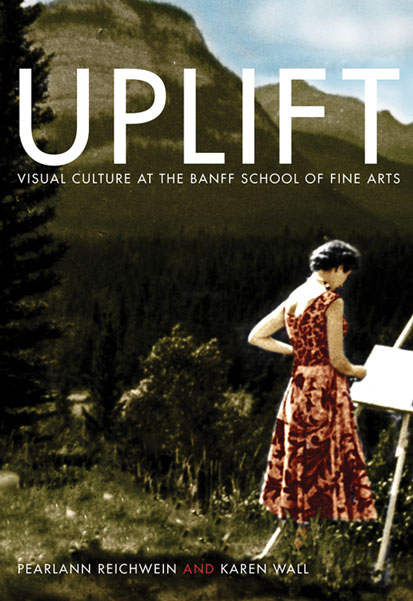 UPLIFT
VISUAL CULTURE AT THE BANFF SCHOOL OF FINE ARTS
PEARLANN REICHWEIN AND KAREN WALL